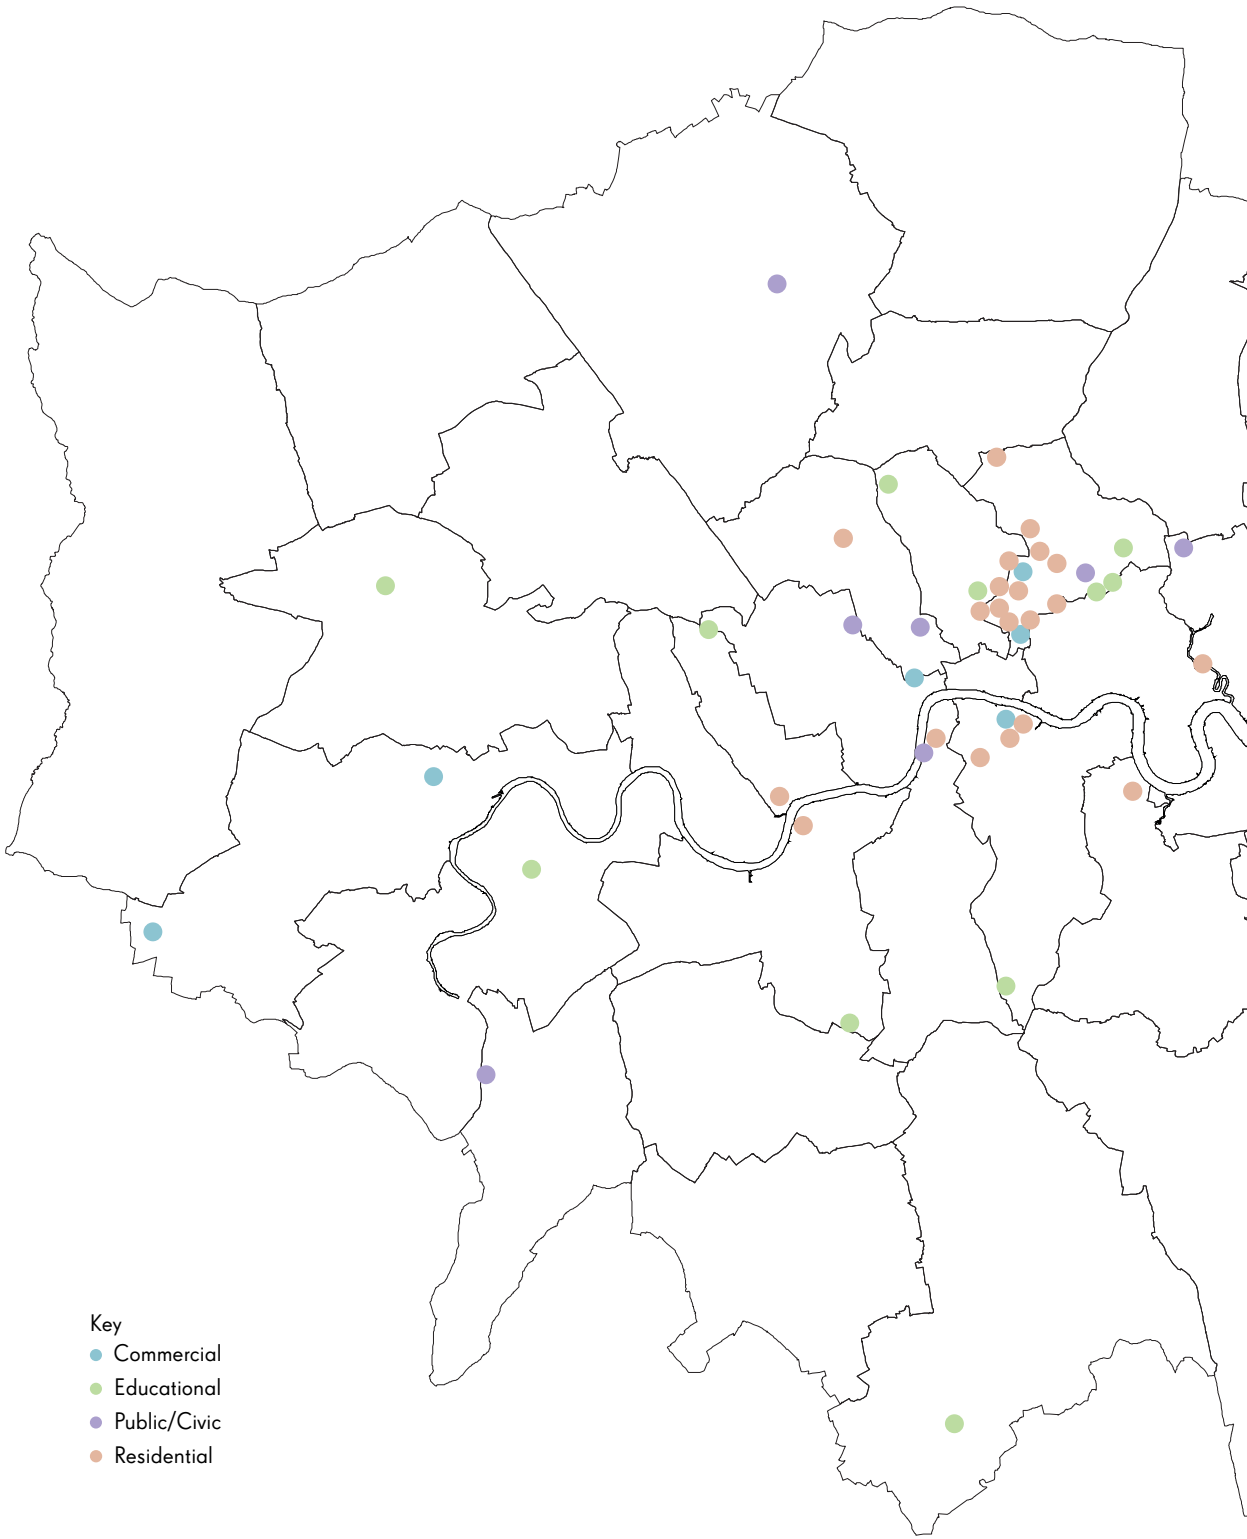 Key
Commercial
Educational
Public/Civic
Residential